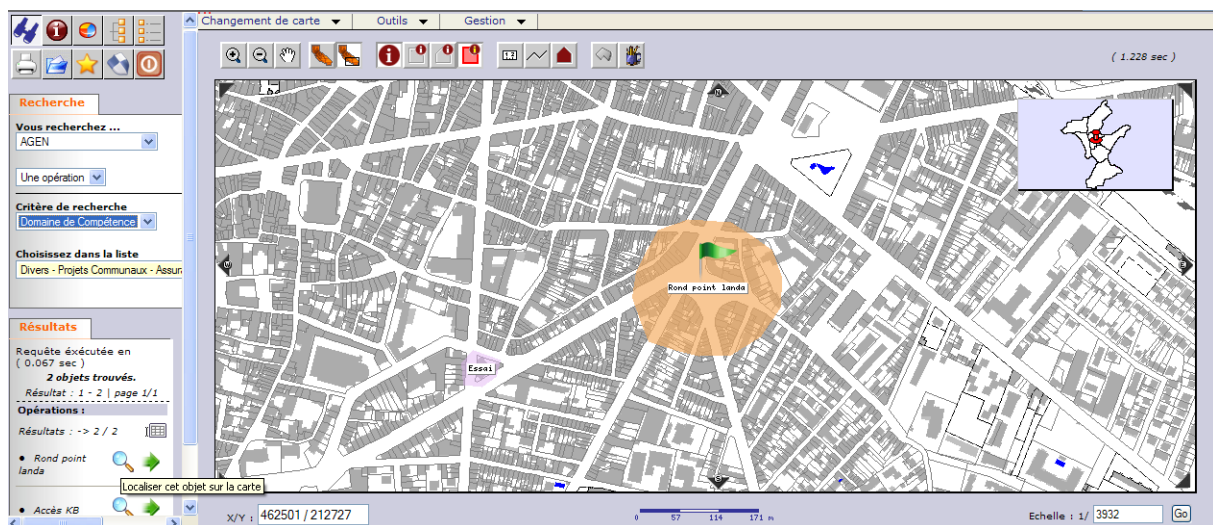 Changement de carte
Outils
Gestion
( 1.228 sec )
Recherche
Vous recherchez ...
AGEN
Une opération
Critère de recherche
Domaine de Compétence
Choisissez dans la liste
Divers - Projets Communaux - Assur
Résultats
Requête éxécutée en
( 0.067 sec )
2 objets trouvés.
Résultat : 1 - 2 | page 1/1
Opérations :
Résultats : -> 2 / 2
• Rond point
landa
Localiser cet objet sur la carte
• Accès KB
N
W
E
S
Rond point landa
Essai
X/Y : 462501 / 212727
0 57 114 171 m
Echelle : 1/ 3932
Go